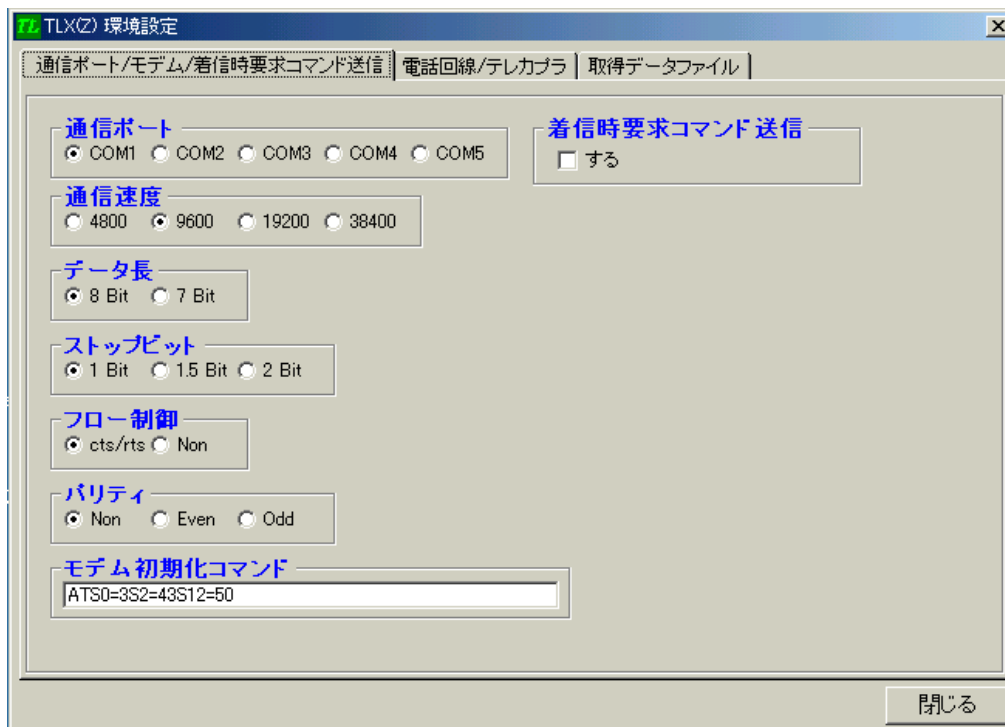 TL TLX(Z) 環境設定
通信ポート/モデム/着信時要求コマンド送信 電話回線/テレカプラ 取得データファイル
通信ポート
COM1 COM2 COM3 COM4 COM5
着信時要求コマンド送信
する
通信速度
4800 9600 19200 38400
データ長
8 Bit 7 Bit
ストップビット
1 Bit 1.5 Bit 2 Bit
フロー制御
cts/rts Non
パリティ
Non Even Odd
モデム初期化コマンド
ATS0=3S2=43S12=50
閉じる